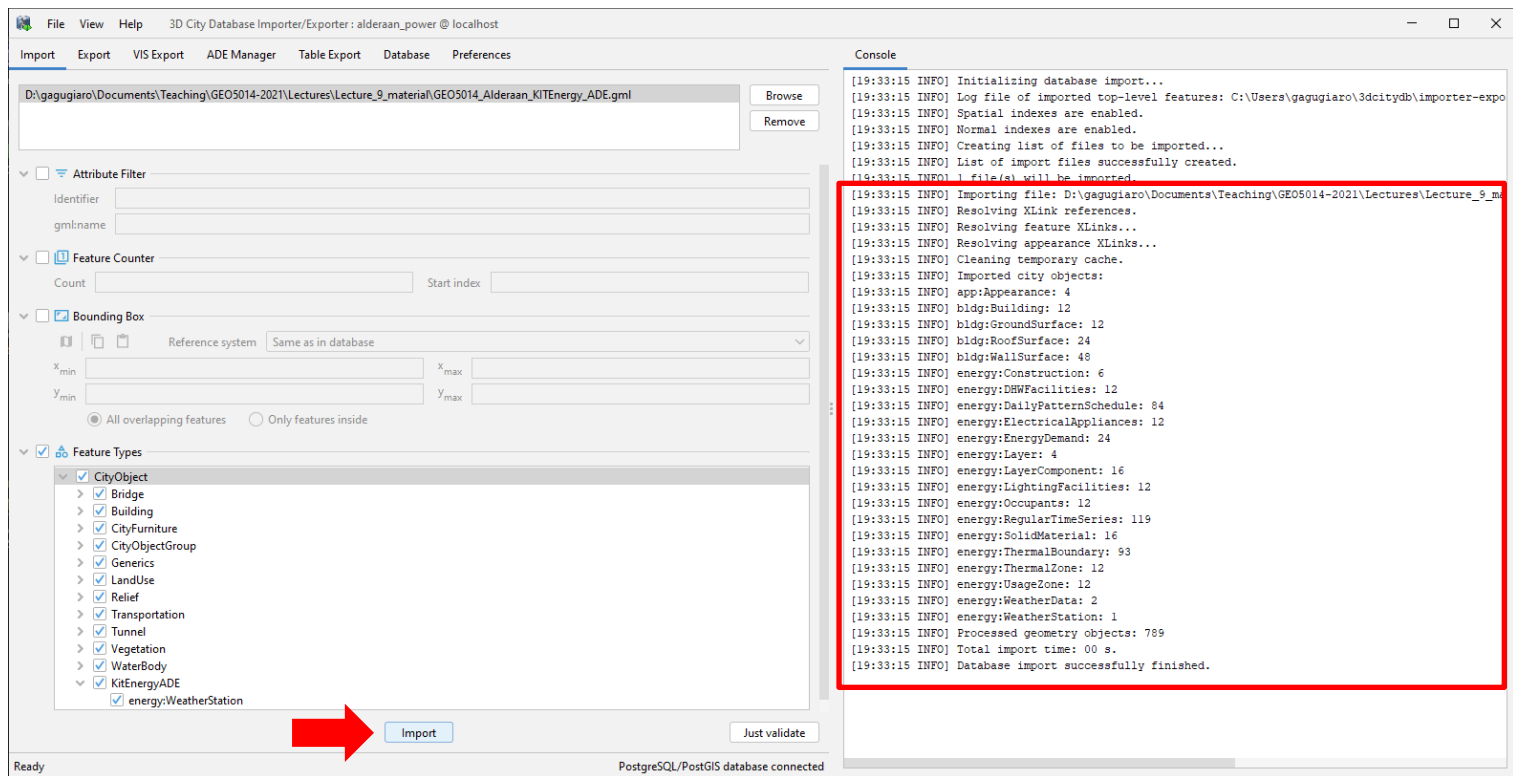 File View Help 3D City Database Importer/Exporter : alderaan_power @ localhost
Import Export VIS Export ADE Manager Table Export Database Preferences
D:\gagugiaro\Documents\Teaching\GEO5014-2021\Lectures\Lecture_9_material\GEO5014_Alderaan_KITEnergy_ADE.gml
Browse
Remove
Attribute Filter
Identifier
gml:name
Feature Counter
Count Start index
Bounding Box
Reference system Same as in database
xmin xmax
ymin ymax
All overlapping features Only features inside
Feature Types
CityObject
Bridge
Building
CityFurniture
CityObjectGroup
Generics
LandUse
Relief
Transportation
Tunnel
Vegetation
WaterBody
KitEnergyADE
energy:WeatherStation
Import Just validate
Ready PostgreSQL/PostGIS database connected
Console
[19:33:15 INFO] Initializing database import...
[19:33:15 INFO] Log file of imported top-level features: C:\Users\gagugiaro\3dcitydb\importer-expo
[19:33:15 INFO] Spatial indexes are enabled.
[19:33:15 INFO] Normal indexes are enabled.
[19:33:15 INFO] Creating list of files to be imported...
[19:33:15 INFO] List of import files successfully created.
[19:33:15 INFO] 1 file(s) will be imported.
[19:33:15 INFO] Importing file: D:\gagugiaro\Documents\Teaching\GEO5014-2021\Lectures\Lecture_9_ma
[19:33:15 INFO] Resolving XLink references.
[19:33:15 INFO] Resolving feature XLinks...
[19:33:15 INFO] Resolving appearance XLinks...
[19:33:15 INFO] Cleaning temporary cache.
[19:33:15 INFO] Imported city objects:
[19:33:15 INFO] app:Appearance: 4
[19:33:15 INFO] bldg:Building: 12
[19:33:15 INFO] bldg:GroundSurface: 12
[19:33:15 INFO] bldg:RoofSurface: 24
[19:33:15 INFO] bldg:WallSurface: 48
[19:33:15 INFO] energy:Construction: 6
[19:33:15 INFO] energy:DHWFacilities: 12
[19:33:15 INFO] energy:DailyPatternSchedule: 84
[19:33:15 INFO] energy:ElectricalAppliances: 12
[19:33:15 INFO] energy:EnergyDemand: 24
[19:33:15 INFO] energy:Layer: 4
[19:33:15 INFO] energy:LayerComponent: 16
[19:33:15 INFO] energy:LightingFacilities: 12
[19:33:15 INFO] energy:Occupants: 12
[19:33:15 INFO] energy:RegularTimeSeries: 119
[19:33:15 INFO] energy:SolidMaterial: 16
[19:33:15 INFO] energy:ThermalBoundary: 93
[19:33:15 INFO] energy:ThermalZone: 12
[19:33:15 INFO] energy:UsageZone: 12
[19:33:15 INFO] energy:WeatherData: 2
[19:33:15 INFO] energy:WeatherStation: 1
[19:33:15 INFO] Processed geometry objects: 789
[19:33:15 INFO] Total import time: 00 s.
[19:33:15 INFO] Database import successfully finished.